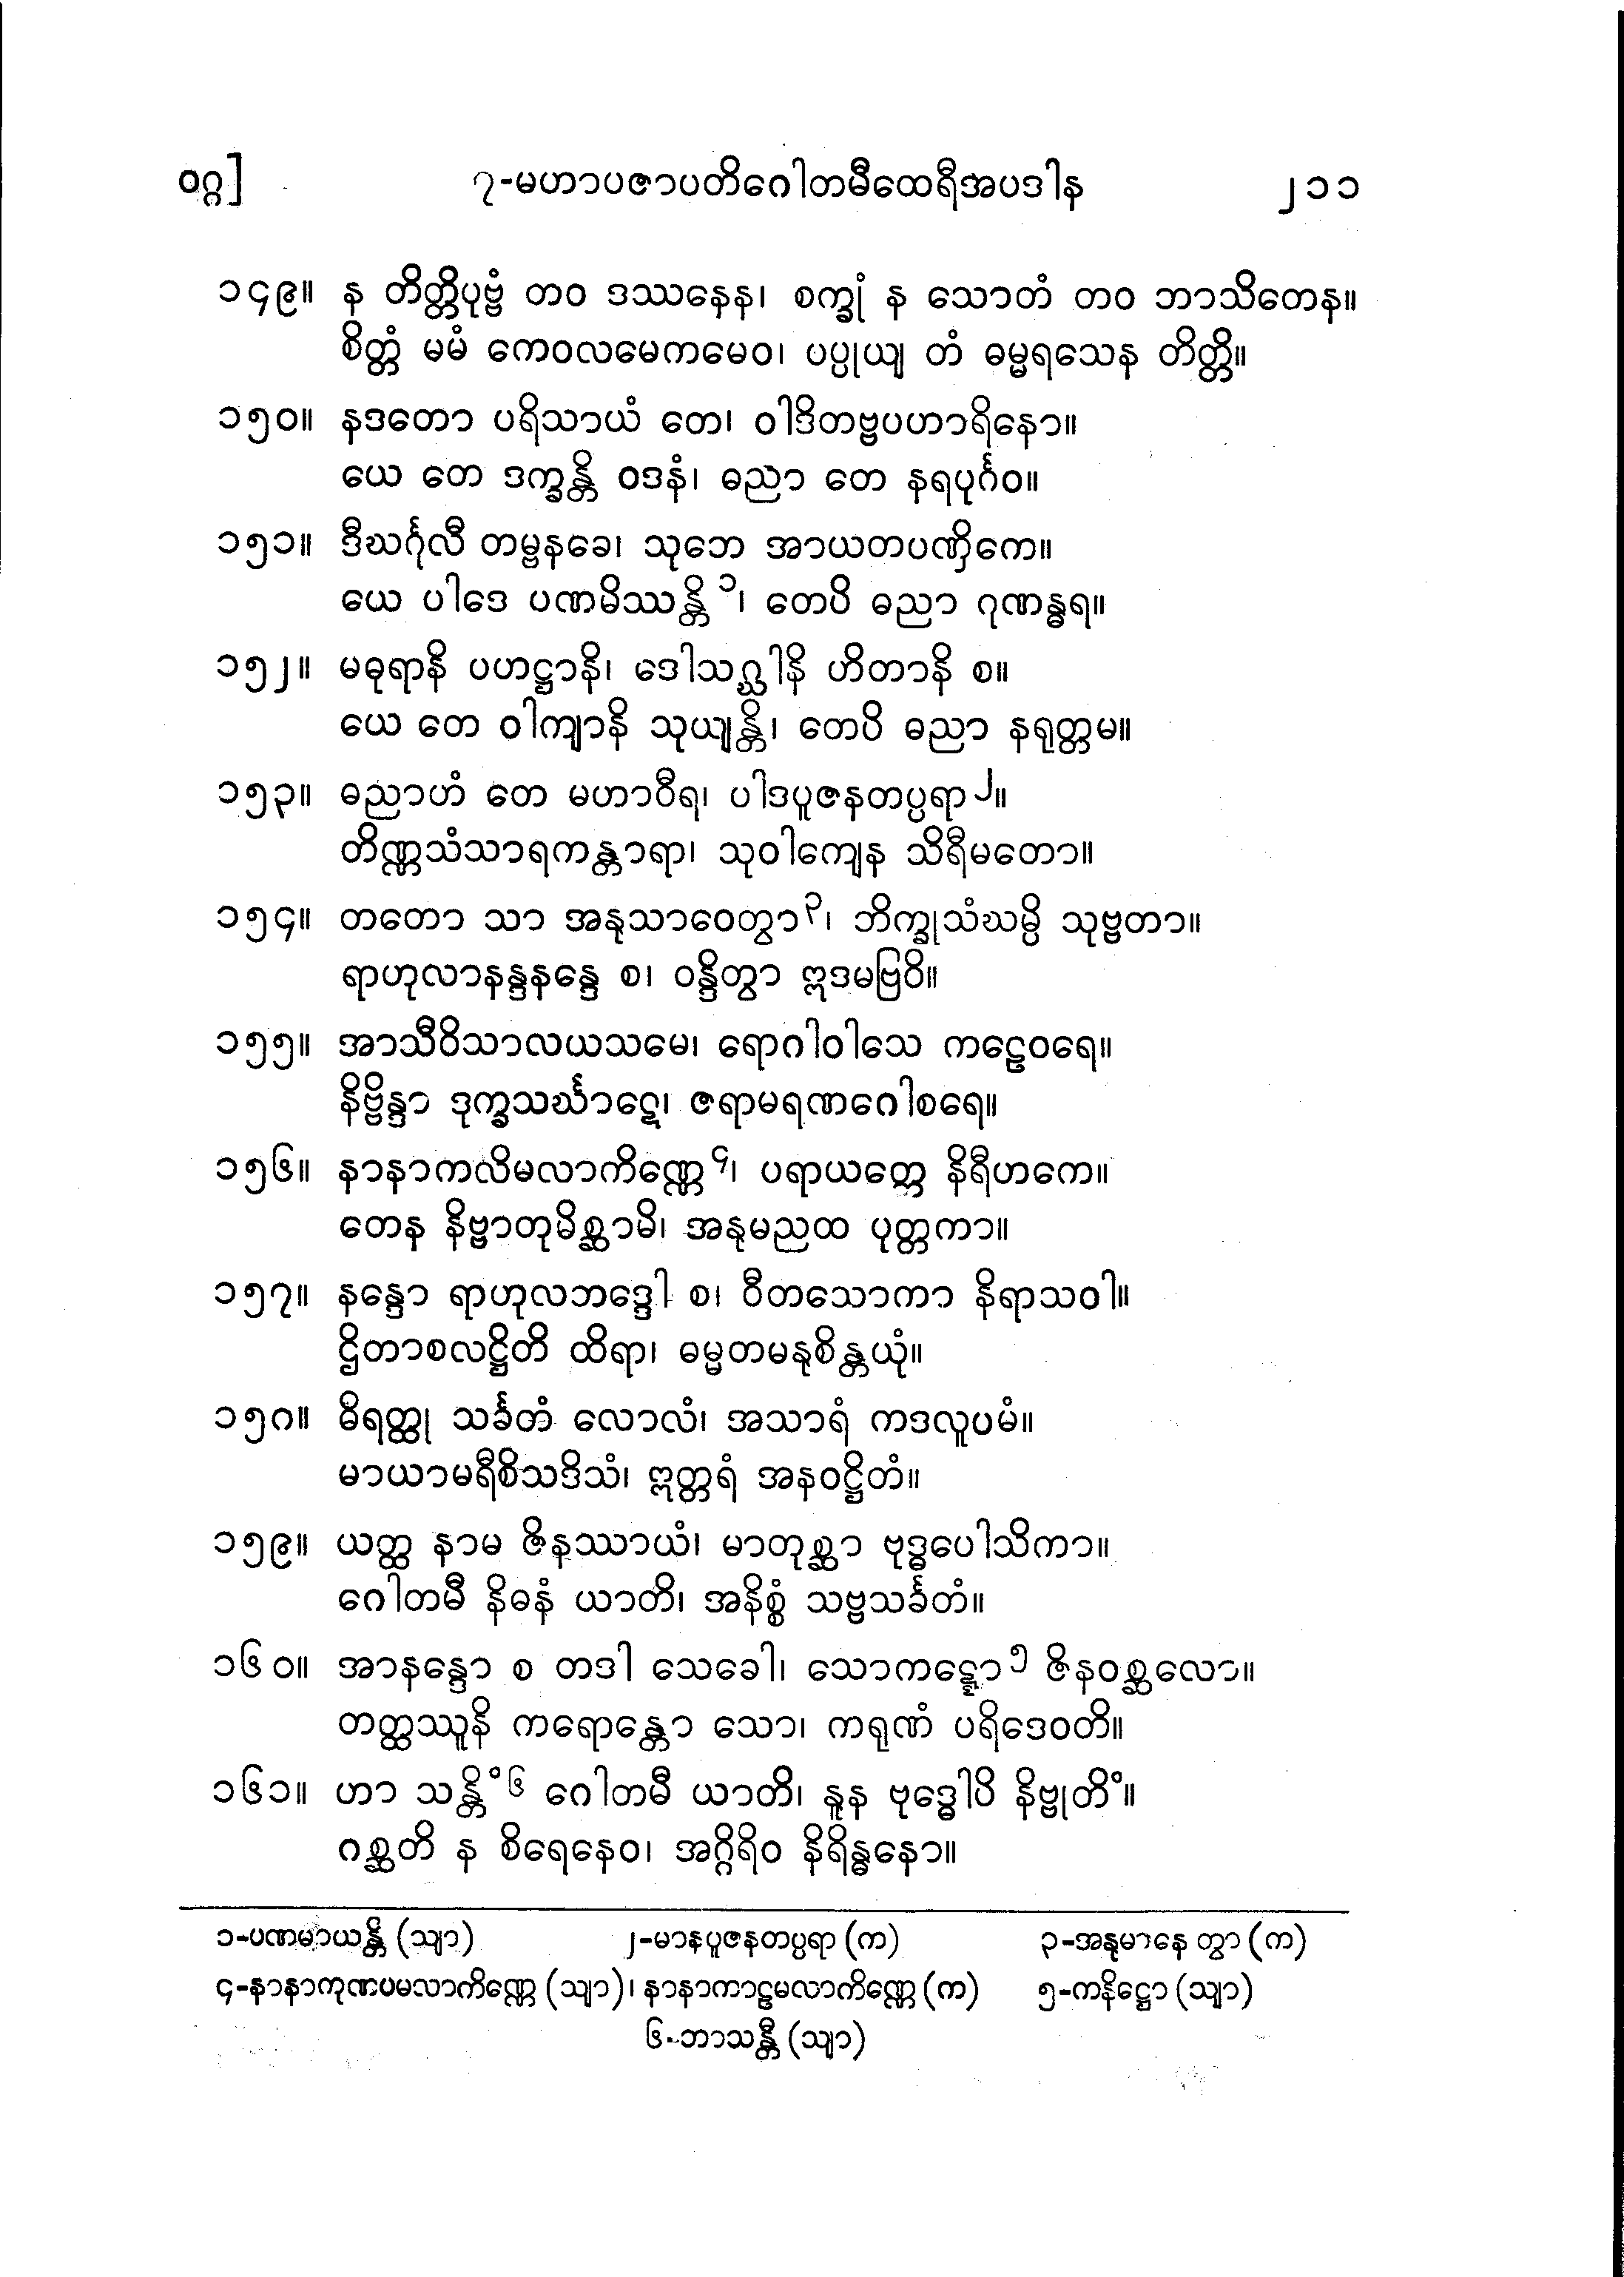 ဝဂ္ဂ] ၇-မဟာပဇာပတိဂေါတမီထေရီအပဒါန ၂၁၁
၁၄၉။ န တိတ္တိပုဗ္ဗံ တဝ ဒဿနေန၊ စက္ခုံ န သောတံ တဝ ဘာသိတေန။
စိတ္တံ မမံ ကေဝလမေကမေဝ၊ ပပ္ပုယျ တံ ဓမ္မရသေန တိတ္တိ။
၁၅၀။ နဒတော ပရိသာယံ တေ၊ ဝါဒိတဗ္ဗပဟာရိနော။
ယေ တေ ဒက္ခန္တိ ဝဒနံ၊ ဓညာ တေ နရပုင်္ဂဝ။
၁၅၁။ ဒီဃင်္ဂုလီ တမ္ဗနခေ၊ သုဘေ အာယတပဏှိကေ။
ယေ ပါဒေ ပဏမိဿန္တိ ၁၊ တေပိ ဓညာ ဂုဏန္ဓရ။
၁၅၂။ မဓုရာနိ ပဟဋ္ဌာနိ၊ ဒေါသဂ္ဃါနိ ဟိတာနိ စ။
ယေ တေ ဝါကျာနိ သုယျန္တိ၊ တေပိ ဓညာ နရုတ္တမ။
၁၅၃။ ဓညာဟံ တေ မဟာဝီရ၊ ပါဒပူဇနတပ္ပရာ ၂။
တိဏ္ဏသံသာရကန္တာရာ၊ သုဝါကျေန သိရီမတော။
၁၅၄။ တတော သာ အနုသာဝေတွာ ၃၊ ဘိက္ခုသံဃမ္ပိ သုဗ္ဗတာ။
ရာဟုလာနန္ဒနန္ဒေ စ၊ ဝန္ဒိတွာ ဣဒမဗြဝိ။
၁၅၅။ အာသီဝိသာလယသမေ၊ ရောဂါဝါသေ ကဠေဝရေ။
နိဗ္ဗိန္ဒာ ဒုက္ခသင်္ဃာဋေ၊ ဇရာမရဏဂေါစရေ။
၁၅၆။ နာနာကလိမလာကိဏ္ဏေ ၄၊ ပရာယတ္တေ နိရီဟကေ။
တေန နိဗ္ဗာတုမိစ္ဆာမိ၊ အနုမညထ ပုတ္တကာ။
၁၅၇။ နန္ဒော ရာဟုလဘဒ္ဒေါ စ၊ ဝီတသောကာ နိရာသဝါ။
ဌိတာစလဋ္ဌိတိ ထိရာ၊ ဓမ္မတမနုစိန္တယုံ။
၁၅၈။ ဓိရတ္ထု သင်္ခတံ လောလံ၊ အသာရံ ကဒလူပမံ။
မာယာမရီစိသဒိသံ၊ ဣတ္တရံ အနဝဋ္ဌိတံ။
၁၅၉။ ယတ္ထ နာမ ဇိနဿာယံ၊ မာတုစ္ဆာ ဗုဒ္ဓပေါသိကာ။
ဂေါတမီ နိဓနံ ယာတိ၊ အနိစ္စံ သဗ္ဗသင်္ခတံ။
၁၆၀။ အာနန္ဒော စ တဒါ သေခေါ၊ သောကဋ္ဋော ၅ ဇိနဝစ္ဆလော။
တတ္ထဿူနိ ကရောန္တော သော၊ ကရုဏံ ပရိဒေဝတိ။
၁၆၁။ ဟာ သန္တိံ ၆ ဂေါတမီ ယာတိ၊ နူန ဗုဒ္ဓေါပိ နိဗ္ဗုတိံ။
ဂစ္ဆတိ န စိရေနေဝ၊ အဂ္ဂိရိဝ နိရိန္ဓနော။
၁-ပဏမာယန္တိ (သျာ) ၂-မာနပူဇနတပ္ပရာ (က) ၃-အနုမာနေ တွာ (က)
၄-နာနာကုဏပမလာကိဏ္ဏေ (သျာ)၊ နာနာကာဠမလာကိဏ္ဏေ (က) ၅-ကနိဋ္ဌော (သျာ)
၆-ဘာသန္တီ (သျာ)